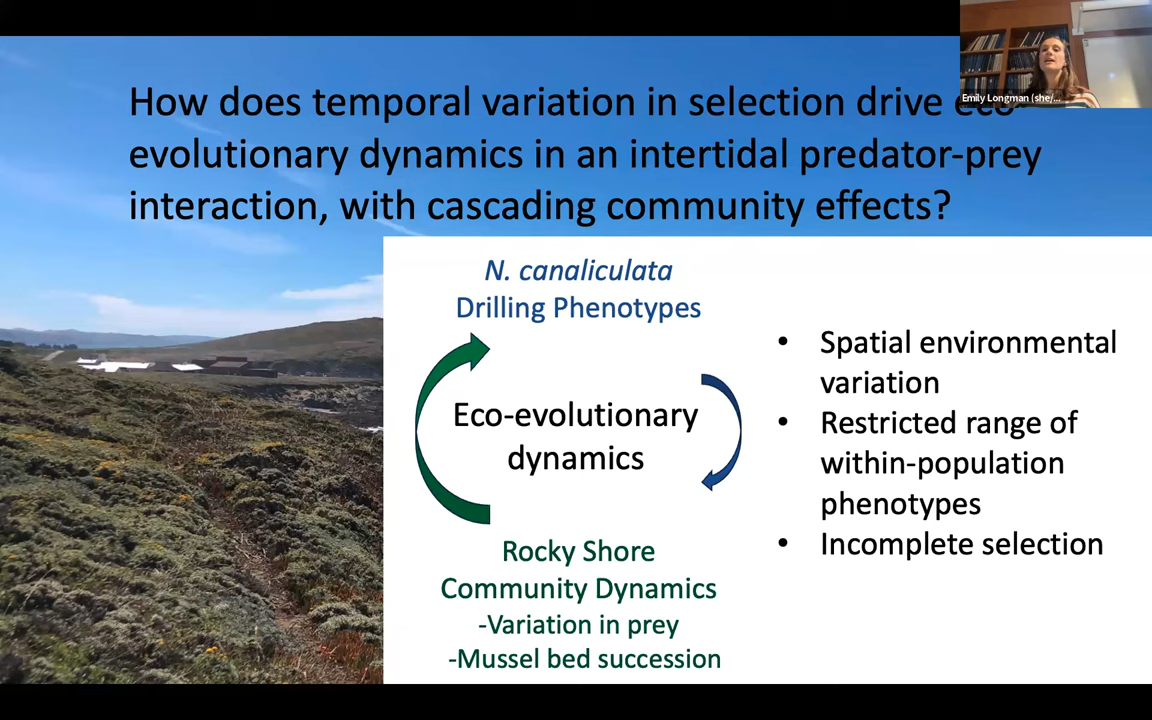 How does temporal variation in selection drive eco-
evolutionary dynamics in an intertidal predator-prey
interaction, with cascading community effects?
Emily Longman (she/...
N. canaliculata
Drilling Phenotypes
Eco-evolutionary
dynamics
Rocky Shore
Community Dynamics
-Variation in prey
-Mussel bed succession
• Spatial environmental
variation
• Restricted range of
within-population
phenotypes
• Incomplete selection